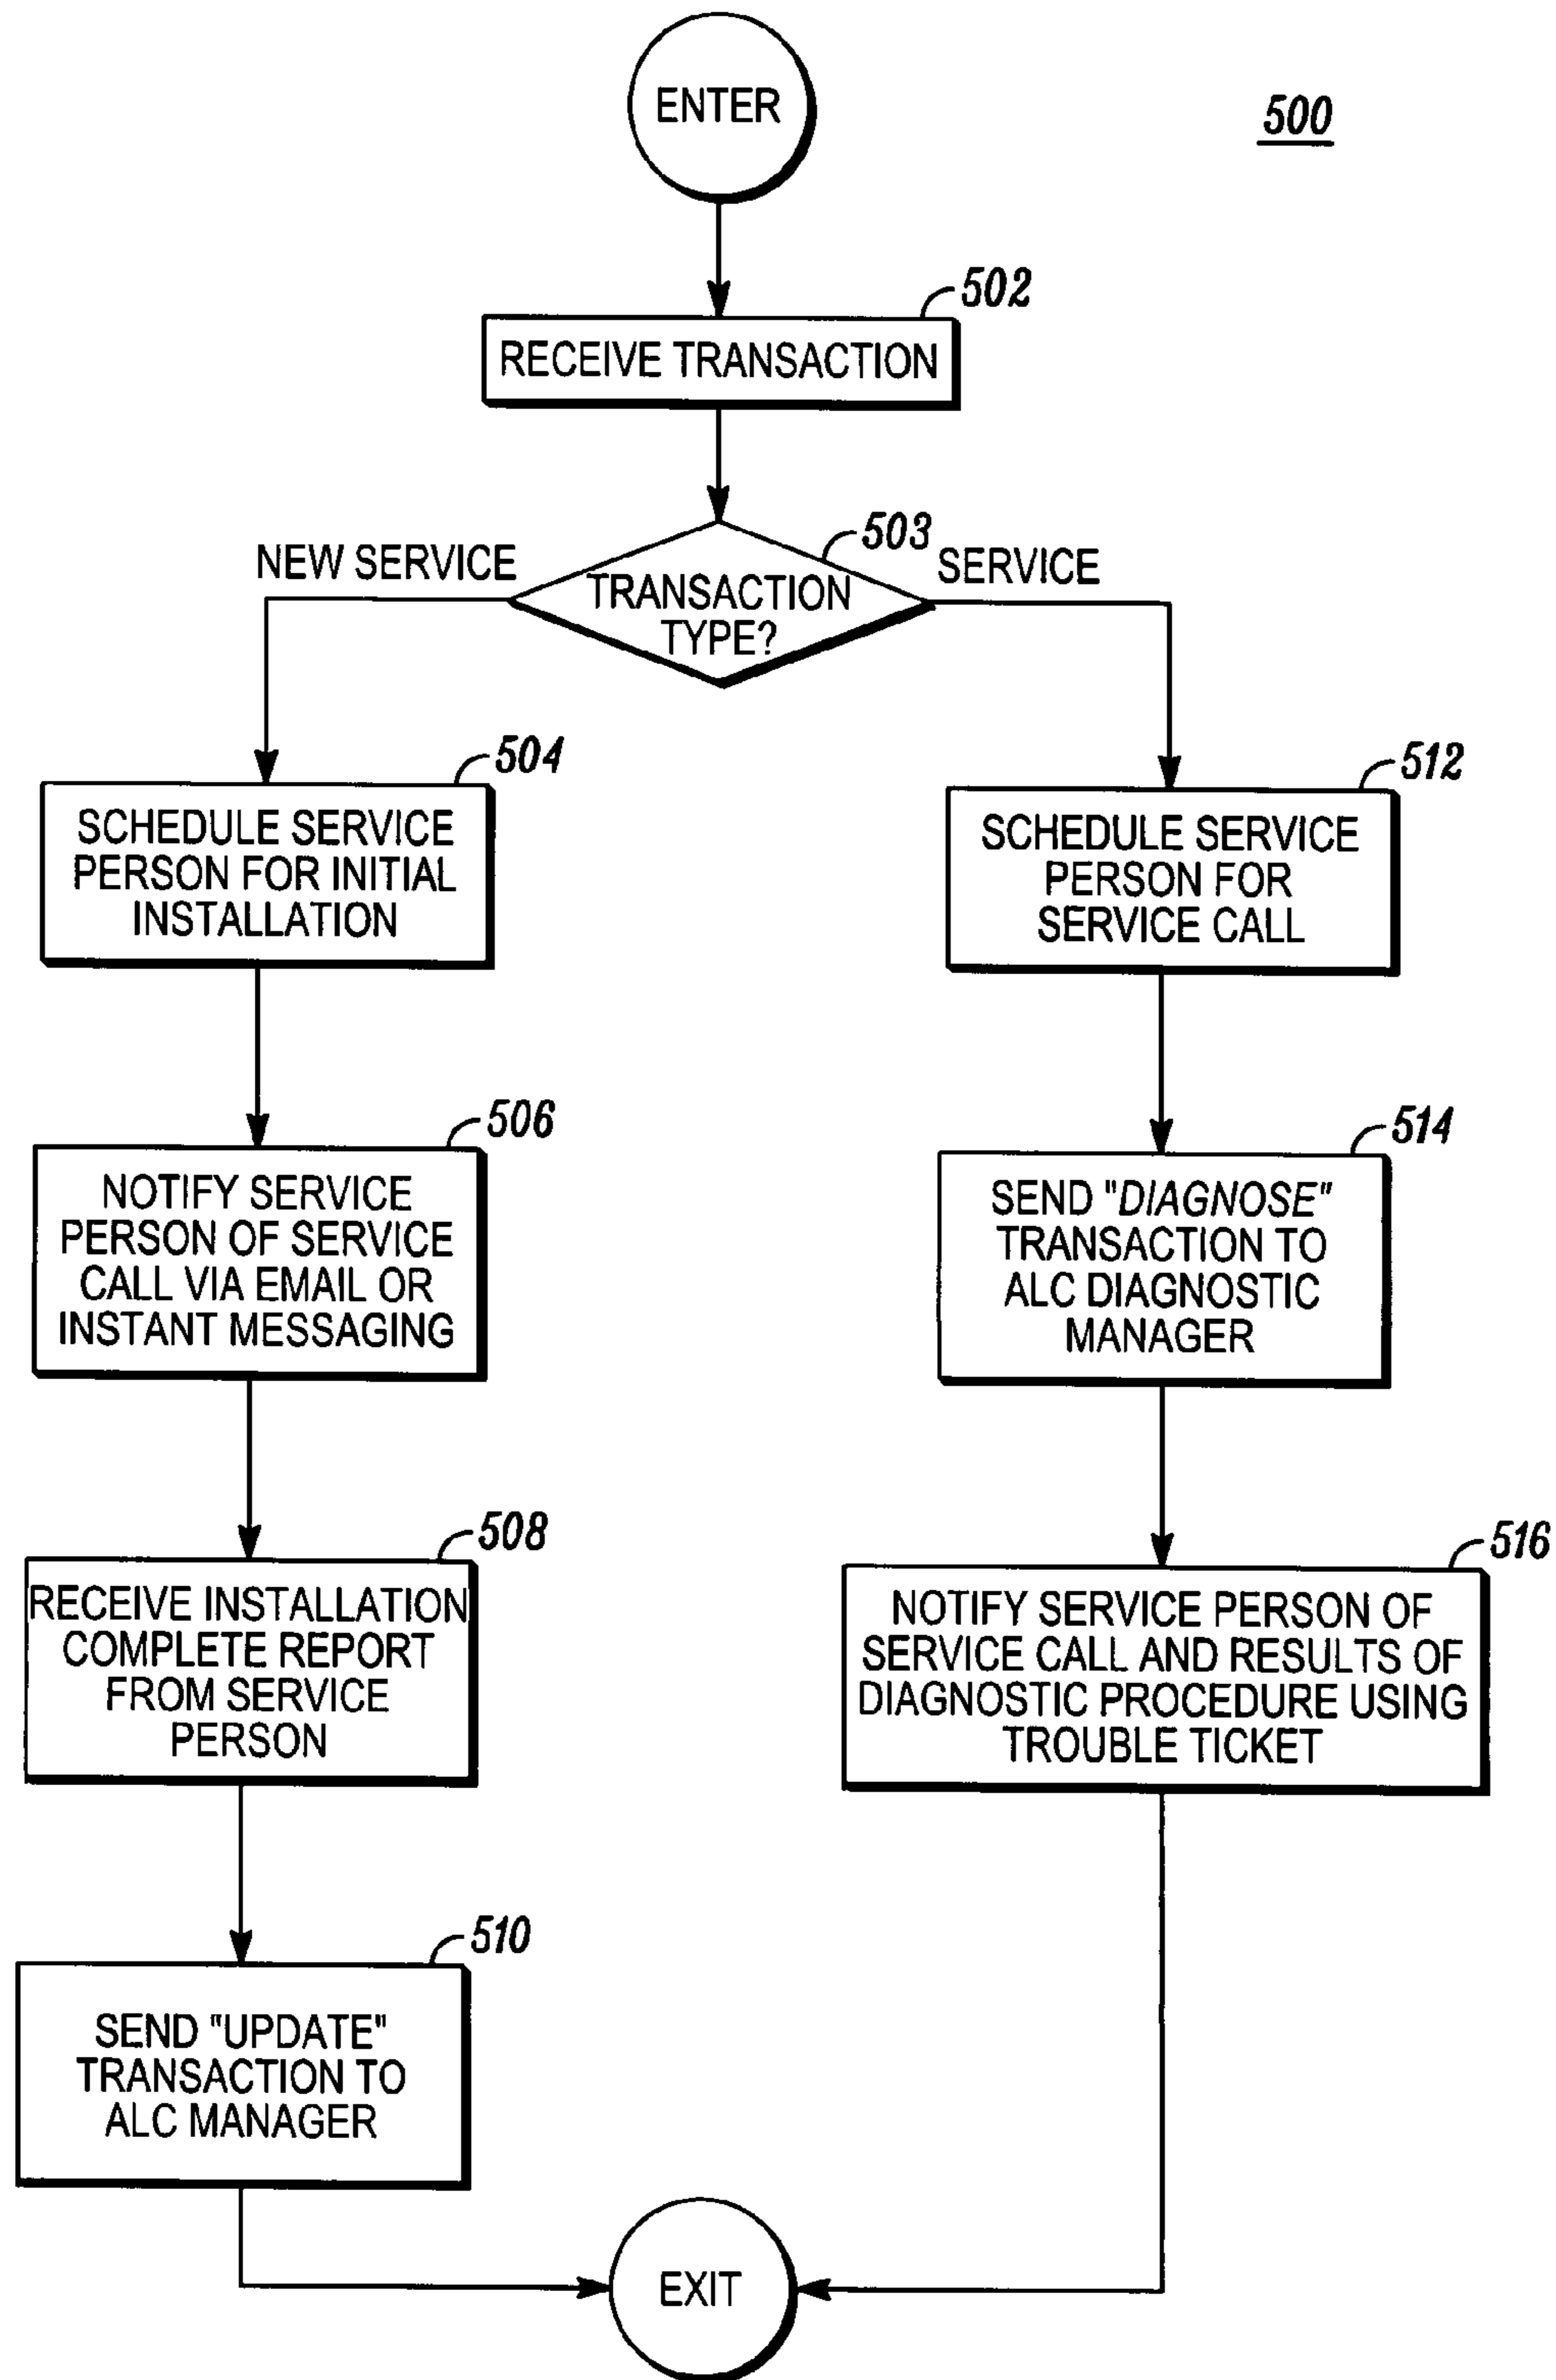 ENTER
500
502
RECEIVE TRANSACTION
503
NEW SERVICE
SERVICE
TRANSACTION
TYPE?
504
SCHEDULE SERVICE
PERSON FOR INITIAL
INSTALLATION
512
SCHEDULE SERVICE
PERSON FOR
SERVICE CALL
506
NOTIFY SERVICE
PERSON OF SERVICE
CALL VIA EMAIL OR
INSTANT MESSAGING
514
SEND "DIAGNOSE"
TRANSACTION TO
ALC DIAGNOSTIC
MANAGER
508
RECEIVE INSTALLATION
COMPLETE REPORT
FROM SERVICE
PERSON
516
NOTIFY SERVICE PERSON OF
SERVICE CALL AND RESULTS OF
DIAGNOSTIC PROCEDURE USING
TROUBLE TICKET
510
SEND "UPDATE"
TRANSACTION TO
ALC MANAGER
EXIT